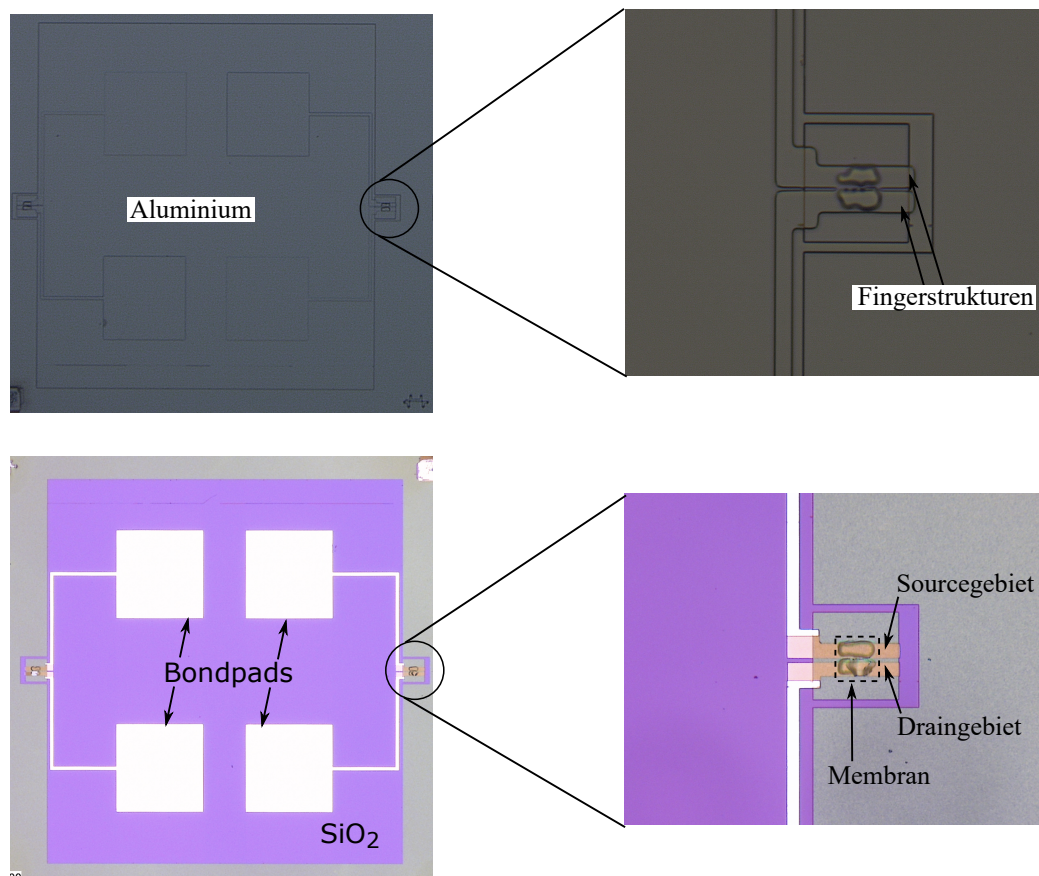 Aluminium
Fingerstrukturen
Bondpads
SiO₂
Sourcegebiet
Draingebiet
Membran